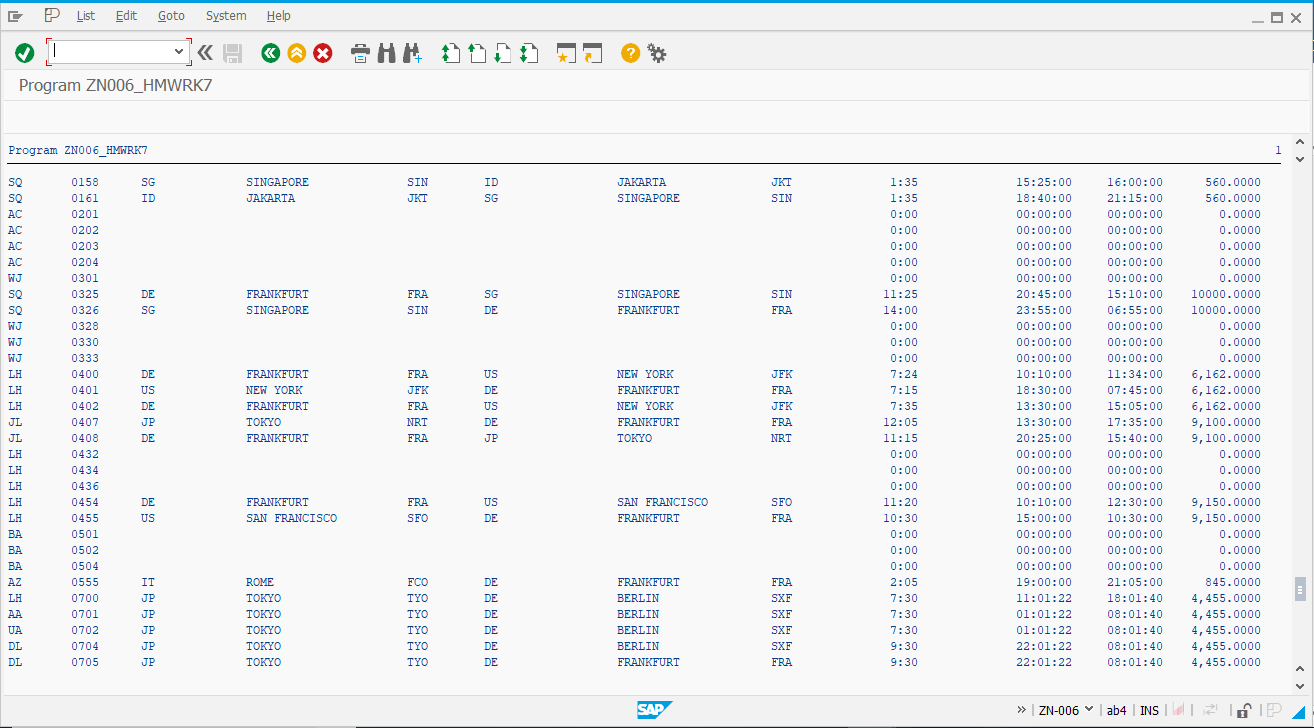 List Edit Goto System Help
Program ZN006_HMWRK7
Program ZN006_HMWRK7 1
SQ 0158 SG SINGAPORE SIN ID JAKARTA JKT 1:35 15:25:00 16:00:00 560.0000
SQ 0161 ID JAKARTA JKT SG SINGAPORE SIN 1:35 18:40:00 21:15:00 560.0000
AC 0201 0:00 00:00:00 00:00:00 0.0000
AC 0202 0:00 00:00:00 00:00:00 0.0000
AC 0203 0:00 00:00:00 00:00:00 0.0000
AC 0204 0:00 00:00:00 00:00:00 0.0000
WJ 0301 0:00 00:00:00 00:00:00 0.0000
SQ 0325 DE FRANKFURT FRA SG SINGAPORE SIN 11:25 20:45:00 15:10:00 10000.0000
SQ 0326 SG SINGAPORE SIN DE FRANKFURT FRA 14:00 23:55:00 06:55:00 10000.0000
WJ 0328 0:00 00:00:00 00:00:00 0.0000
WJ 0330 0:00 00:00:00 00:00:00 0.0000
WJ 0333 0:00 00:00:00 00:00:00 0.0000
LH 0400 DE FRANKFURT FRA US NEW YORK JFK 7:24 10:10:00 11:34:00 6,162.0000
LH 0401 US NEW YORK JFK DE FRANKFURT FRA 7:15 18:30:00 07:45:00 6,162.0000
LH 0402 DE FRANKFURT FRA US NEW YORK JFK 7:35 13:30:00 15:05:00 6,162.0000
JL 0407 JP TOKYO NRT DE FRANKFURT FRA 12:05 13:30:00 17:35:00 9,100.0000
JL 0408 DE FRANKFURT FRA JP TOKYO NRT 11:15 20:25:00 15:40:00 9,100.0000
LH 0432 0:00 00:00:00 00:00:00 0.0000
LH 0434 0:00 00:00:00 00:00:00 0.0000
LH 0436 0:00 00:00:00 00:00:00 0.0000
LH 0454 DE FRANKFURT FRA US SAN FRANCISCO SFO 11:20 10:10:00 12:30:00 9,150.0000
LH 0455 US SAN FRANCISCO SFO DE FRANKFURT FRA 10:30 15:00:00 10:30:00 9,150.0000
BA 0501 0:00 00:00:00 00:00:00 0.0000
BA 0502 0:00 00:00:00 00:00:00 0.0000
BA 0504 0:00 00:00:00 00:00:00 0.0000
AZ 0555 IT ROME FCO DE FRANKFURT FRA 2:05 19:00:00 21:05:00 845.0000
LH 0700 JP TOKYO TYO DE BERLIN SXF 7:30 11:01:22 18:01:40 4,455.0000
AA 0701 JP TOKYO TYO DE BERLIN SXF 7:30 01:01:22 08:01:40 4,455.0000
UA 0702 JP TOKYO TYO DE BERLIN SXF 7:30 01:01:22 08:01:40 4,455.0000
DL 0704 JP TOKYO TYO DE BERLIN SXF 9:30 22:01:22 08:01:40 4,455.0000
DL 0705 JP TOKYO TYO DE FRANKFURT FRA 9:30 22:01:22 08:01:40 4,455.0000
SAP ZN-006 ab4 INS